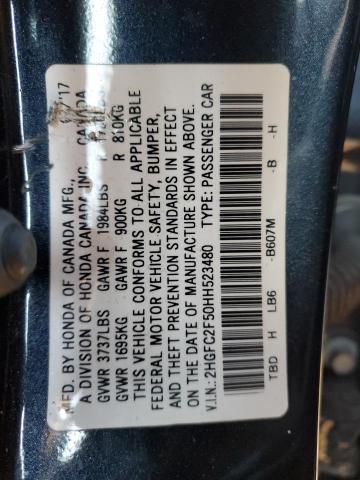 MFD. BY HONDA OF CANADA MFG., /17
A DIVISION OF HONDA CANADA INC. CANADA
GVWR 3737LBS GAWR F 1984LBS R
GVWR 1695KG GAWR F 900KG R 810KG
THIS VEHICLE CONFORMS TO ALL APPLICABLE
FEDERAL MOTOR VEHICLE SAFETY, BUMPER,
AND THEFT PREVENTION STANDARDS IN EFFECT
ON THE DATE OF MANUFACTURE SHOWN ABOVE.
V.I.N.: 2HGFC2F50HH523480 TYPE: PASSENGER CAR
TBD H LB6 -B607M -B -H